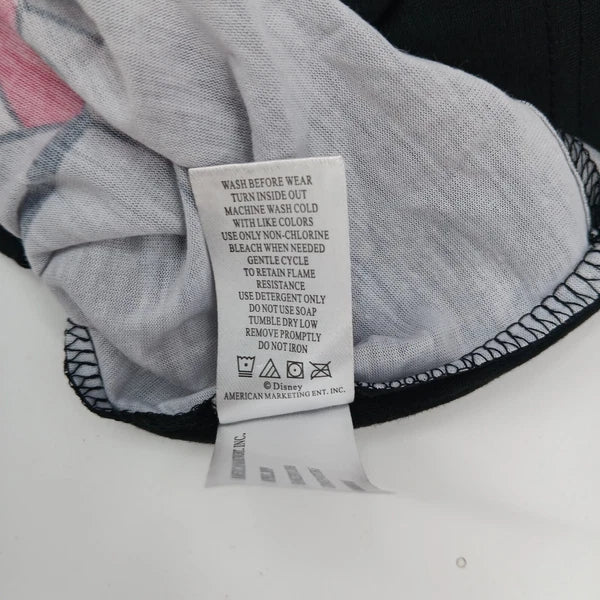 WASH BEFORE WEAR
TURN INSIDE OUT
MACHINE WASH COLD
WITH LIKE COLORS
USE ONLY NON-CHLORINE
BLEACH WHEN NEEDED
GENTLE CYCLE
TO RETAIN FLAME
RESISTANCE
USE DETERGENT ONLY
DO NOT USE SOAP
TUMBLE DRY LOW
REMOVE PROMPTLY
DO NOT IRON
© Disney
AMERICAN MARKETING ENT. INC.